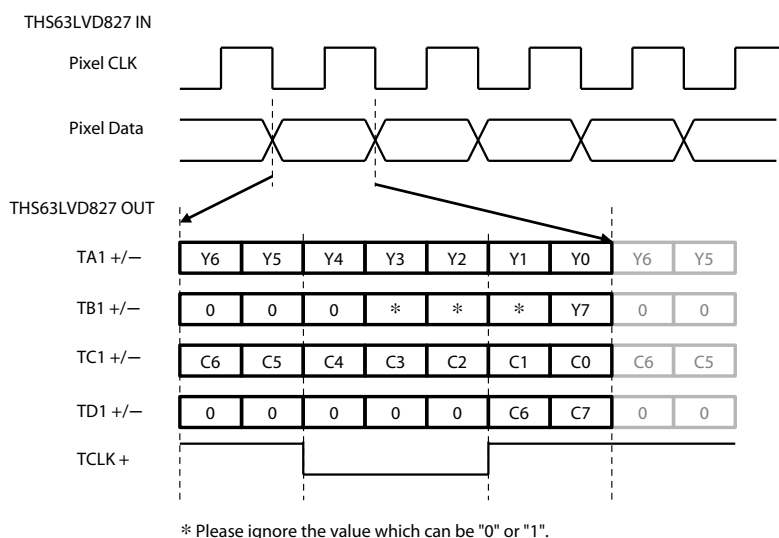 THS63LVD827 IN
Pixel CLK
Pixel Data
THS63LVD827 OUT
TA1 +/— Y6 Y5 Y4 Y3 Y2 Y1 Y0 Y6 Y5
TB1 +/— 0 0 0 * * * Y7 0 0
TC1 +/— C6 C5 C4 C3 C2 C1 C0 C6 C5
TD1 +/— 0 0 0 0 0 C6 C7 0 0
TCLK +
* Please ignore the value which can be "0" or "1".